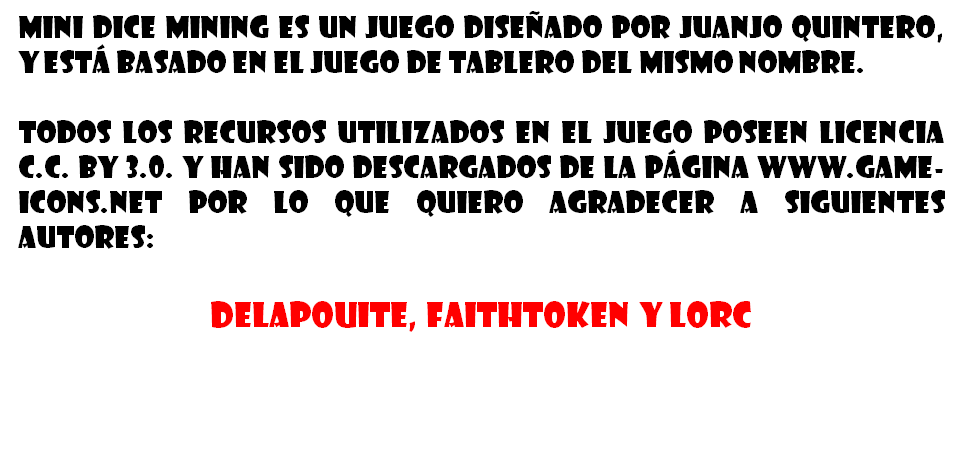 MINI DICE MINING ES UN JUEGO DISEÑADO POR JUANJO QUINTERO,
Y ESTÁ BASADO EN EL JUEGO DE TABLERO DEL MISMO NOMBRE.
TODOS LOS RECURSOS UTILIZADOS EN EL JUEGO POSEEN LICENCIA
C.C. BY 3.0. Y HAN SIDO DESCARGADOS DE LA PÁGINA WWW.GAME-
ICONS.NET POR LO QUE QUIERO AGRADECER A SIGUIENTES
AUTORES:
DELAPOUITE, FAITHTOKEN Y LORC